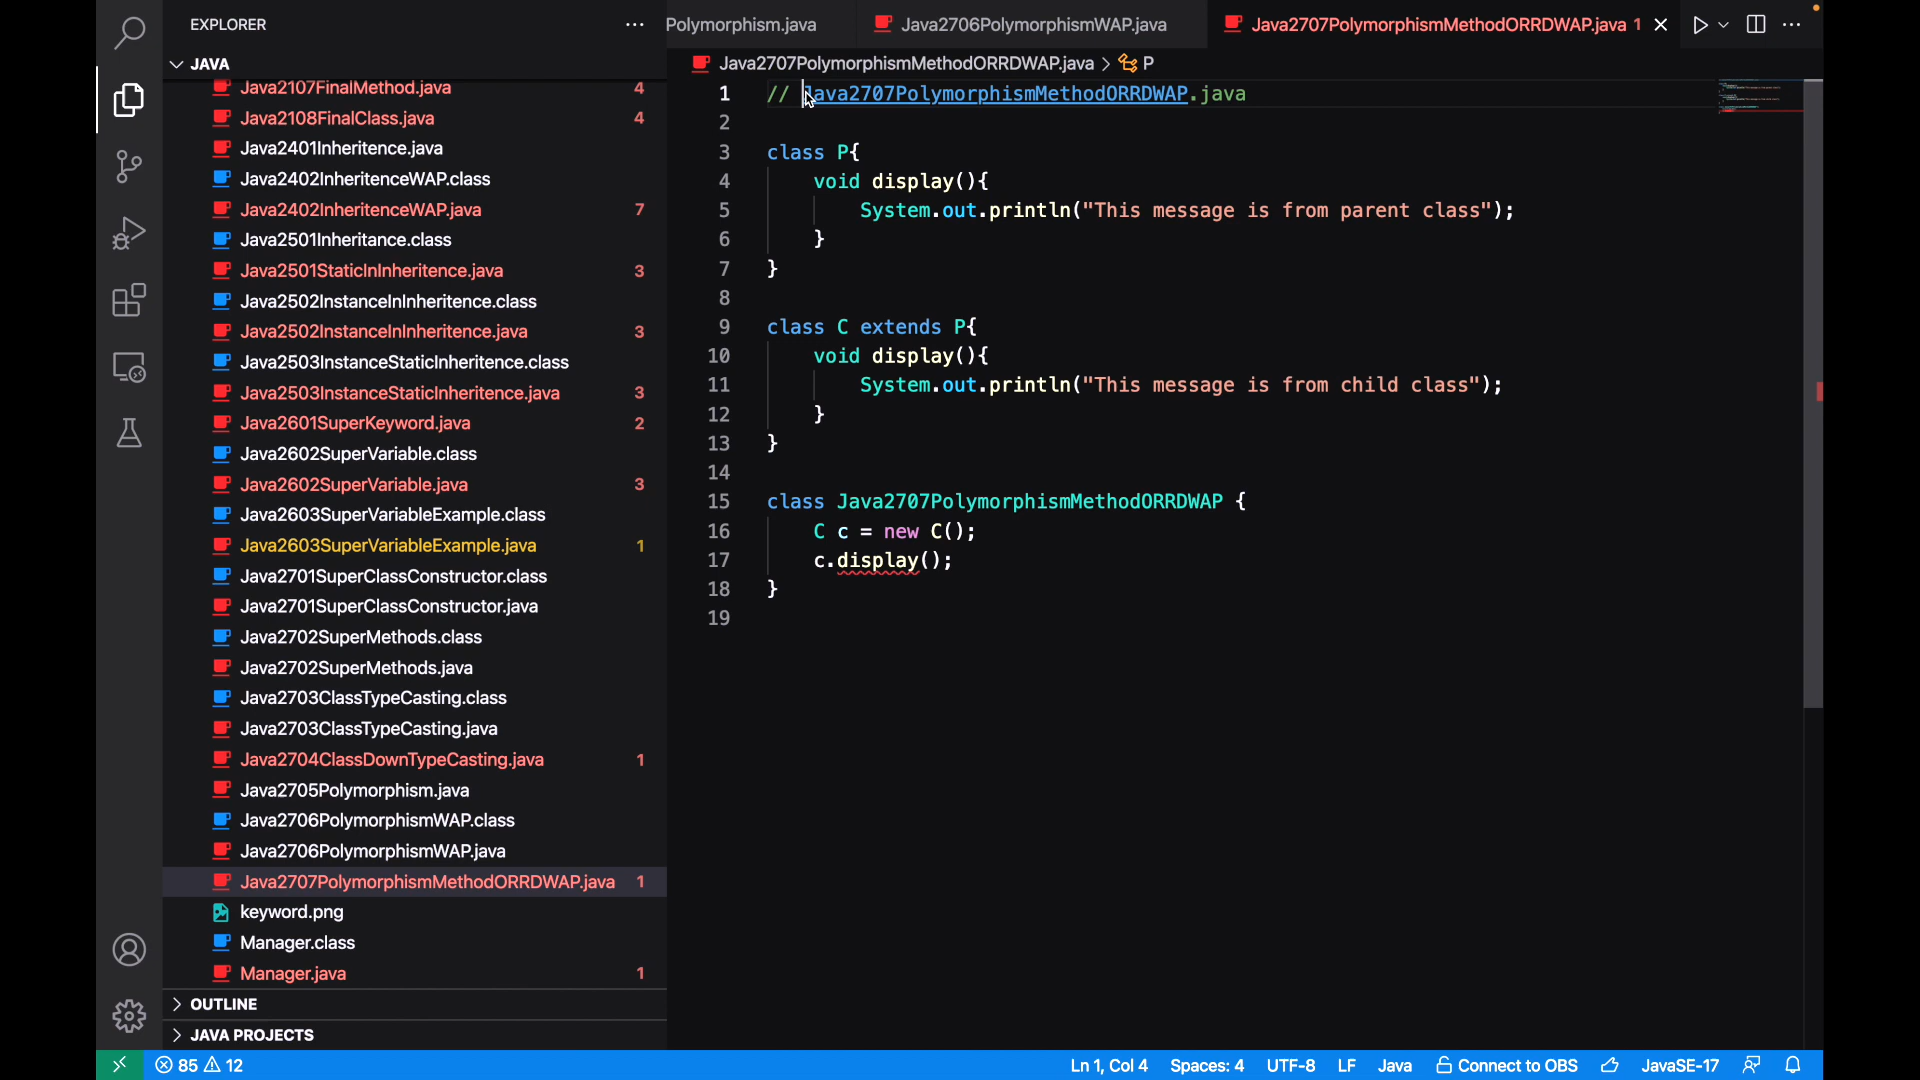 EXPLORER
···
Polymorphism.java
Java2706PolymorphismWAP.java
Java2707PolymorphismMethodORRDWAP.java 1
JAVA
Java2707PolymorphismMethodORRDWAP.java > P
Java2107FinalMethod.java 4
Java2108FinalClass.java 4
Java2401Inheritence.java
Java2402InheritenceWAP.class
Java2402InheritenceWAP.java 7
Java2501Inheritance.class
Java2501StaticInInheritence.java 3
Java2502InstanceInInheritence.class
Java2502InstanceInInheritence.java 3
Java2503InstanceStaticInheritence.class
Java2503InstanceStaticInheritence.java 3
Java2601SuperKeyword.java 2
Java2602SuperVariable.class
Java2602SuperVariable.java 3
Java2603SuperVariableExample.class
Java2603SuperVariableExample.java 1
Java2701SuperClassConstructor.class
Java2701SuperClassConstructor.java
Java2702SuperMethods.class
Java2702SuperMethods.java
Java2703ClassTypeCasting.class
Java2703ClassTypeCasting.java
Java2704ClassDownTypeCasting.java 1
Java2705Polymorphism.java
Java2706PolymorphismWAP.class
Java2706PolymorphismWAP.java
Java2707PolymorphismMethodORRDWAP.java 1
keyword.png
Manager.class
Manager.java 1
OUTLINE
JAVA PROJECTS
1 // Java2707PolymorphismMethodORRDWAP.java
2
3 class P{
4 void display(){
5 System.out.println("This message is from parent class");
6 }
7 }
8
9 class C extends P{
10 void display(){
11 System.out.println("This message is from child class");
12 }
13 }
14
15 class Java2707PolymorphismMethodORRDWAP {
16 C c = new C();
17 c.display();
18 }
19
85 12
Ln 1, Col 4 Spaces: 4 UTF-8 LF Java Connect to OBS JavaSE-17